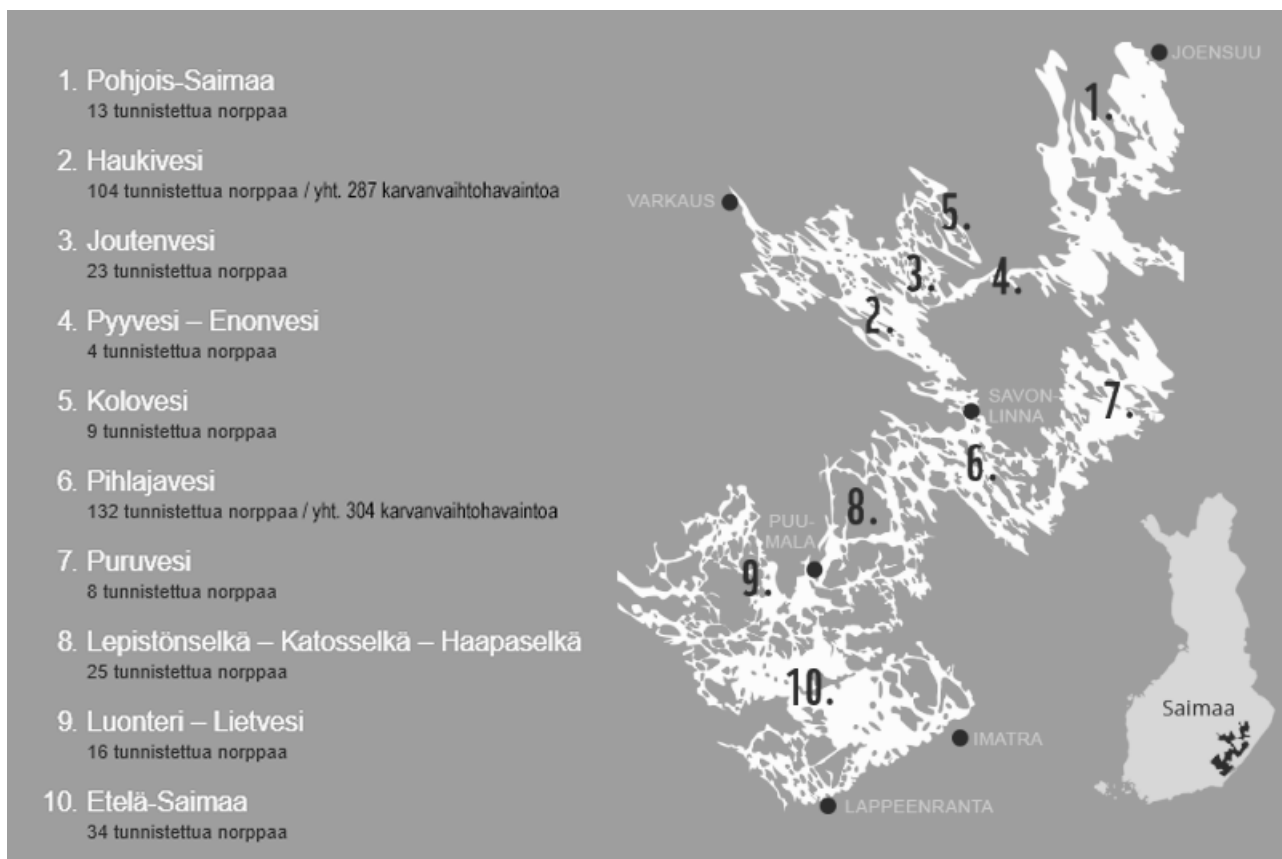 1. Pohjois-Saimaa
13 tunnistettua norppaa
2. Haukivesi
104 tunnistettua norppaa / yht. 287 karvanvaihtohavaintoa
3. Joutenvesi
23 tunnistettua norppaa
4. Pyyvesi – Enonvesi
4 tunnistettua norppaa
5. Kolovesi
9 tunnistettua norppaa
6. Pihlajavesi
132 tunnistettua norppaa / yht. 304 karvanvaihtohavaintoa
7. Puruvesi
8 tunnistettua norppaa
8. Lepistönselkä – Katosselkä – Haapaselkä
25 tunnistettua norppaa
9. Luonteri – Lietvesi
16 tunnistettua norppaa
10. Etelä-Saimaa
34 tunnistettua norppaa
JOENSUU
1.
VARKAUS
5.
3.
4.
2.
SAVON-
LINNA
7.
6.
8.
PUU-
MALA
9.
10.
IMATRA
LAPPEENRANTA
Saimaa